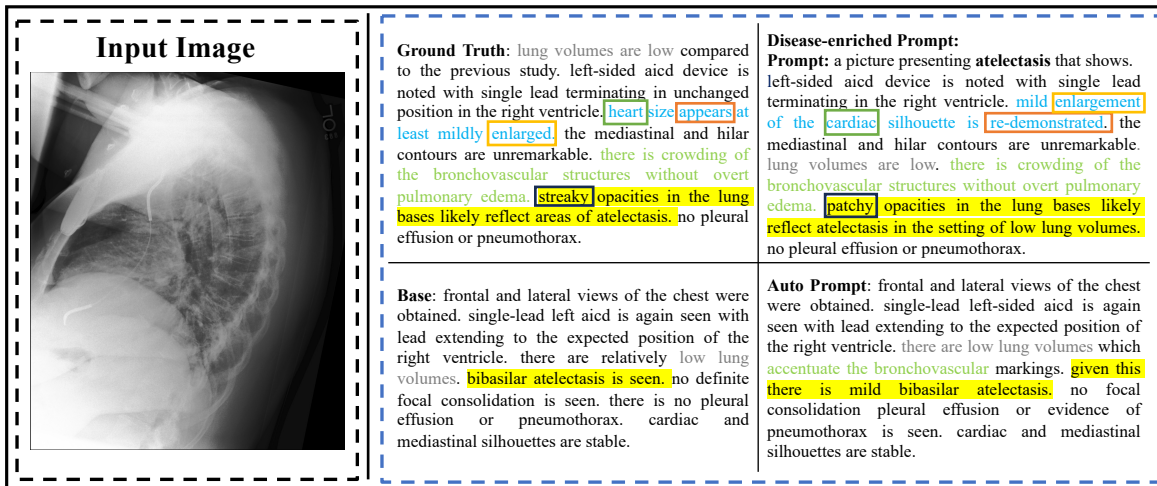 Input Image
Ground Truth: lung volumes are low compared
to the previous study. left-sided aicd device is
noted with single lead terminating in unchanged
position in the right ventricle. heart size appears at
least mildly enlarged. the mediastinal and hilar
contours are unremarkable. there is crowding of
the bronchovascular structures without overt
pulmonary edema. streaky opacities in the lung
bases likely reflect areas of atelectasis. no pleural
effusion or pneumothorax.
Disease-enriched Prompt:
Prompt: a picture presenting atelectasis that shows.
left-sided aicd device is noted with single lead
terminating in the right ventricle. mild enlargement
of the cardiac silhouette is re-demonstrated. the
mediastinal and hilar contours are unremarkable.
lung volumes are low. there is crowding of the
bronchovascular structures without overt pulmonary
edema. patchy opacities in the lung bases likely
reflect atelectasis in the setting of low lung volumes.
no pleural effusion or pneumothorax.
Base: frontal and lateral views of the chest were
obtained. single-lead left aicd is again seen with
lead extending to the expected position of the
right ventricle. there are relatively low lung
volumes. bibasilar atelectasis is seen. no definite
focal consolidation is seen. there is no pleural
effusion or pneumothorax. cardiac and
mediastinal silhouettes are stable.
Auto Prompt: frontal and lateral views of the chest
were obtained. single-lead left-sided aicd is again
seen with lead extending to the expected position of
the right ventricle. there are low lung volumes which
accentuate the bronchovascular markings. given this
there is mild bibasilar atelectasis. no focal
consolidation pleural effusion or evidence of
pneumothorax is seen. cardiac and mediastinal
silhouettes are stable.